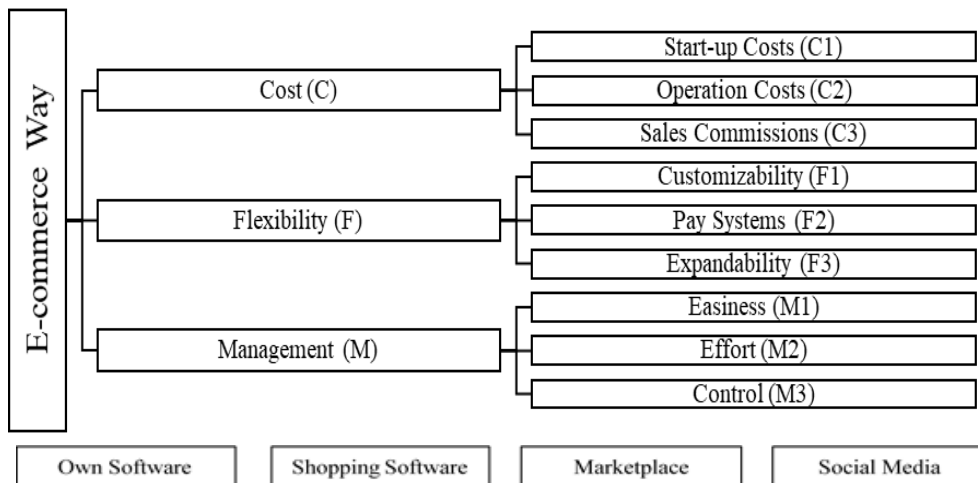 E-commerce Way
Cost (C)
Start-up Costs (C1)
Operation Costs (C2)
Sales Commissions (C3)
Flexibility (F)
Customizability (F1)
Pay Systems (F2)
Expandability (F3)
Management (M)
Easiness (M1)
Effort (M2)
Control (M3)
Own Software
Shopping Software
Marketplace
Social Media